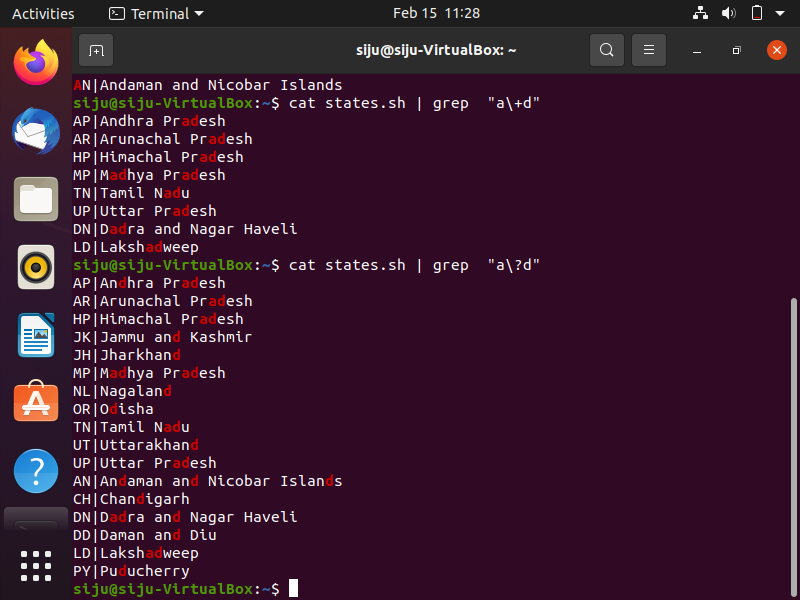 Activities Terminal Feb 15 11:28
siju@siju-VirtualBox: ~
AN|Andaman and Nicobar Islands
siju@siju-VirtualBox:~$ cat states.sh | grep  "a\+d"
AP|Andhra Pradesh
AR|Arunachal Pradesh
HP|Himachal Pradesh
MP|Madhya Pradesh
TN|Tamil Nadu
UP|Uttar Pradesh
DN|Dadra and Nagar Haveli
LD|Lakshadweep
siju@siju-VirtualBox:~$ cat states.sh | grep  "a\?d"
AP|Andhra Pradesh
AR|Arunachal Pradesh
HP|Himachal Pradesh
JK|Jammu and Kashmir
JH|Jharkhand
MP|Madhya Pradesh
NL|Nagaland
OR|Odisha
TN|Tamil Nadu
UT|Uttarakhand
UP|Uttar Pradesh
AN|Andaman and Nicobar Islands
CH|Chandigarh
DN|Dadra and Nagar Haveli
DD|Daman and Diu
LD|Lakshadweep
PY|Puducherry
siju@siju-VirtualBox:~$